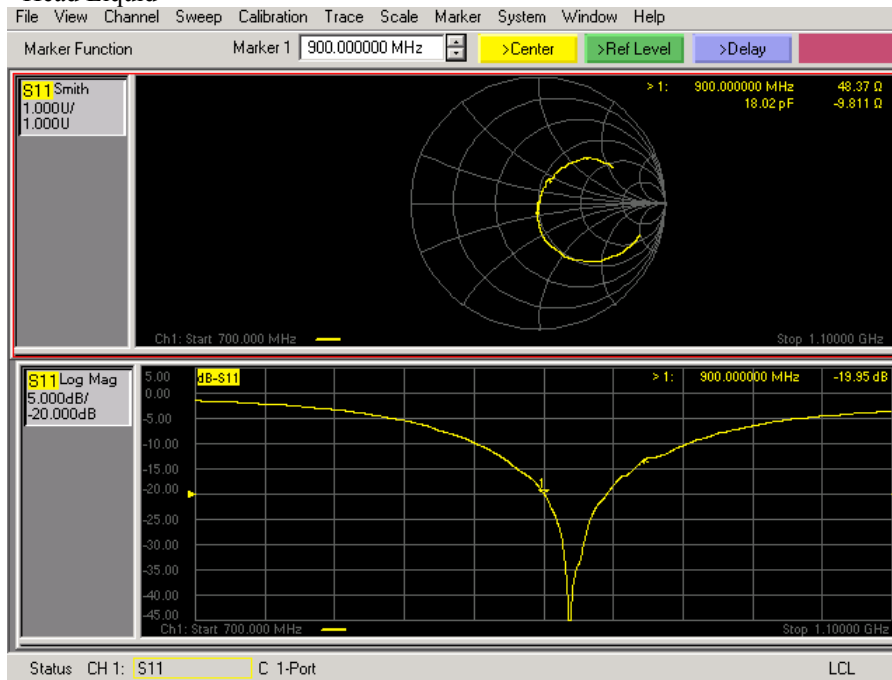 Head Liquid
File View Channel Sweep Calibration Trace Scale Marker System Window Help
Marker Function Marker 1 900.000000 MHz >Center >Ref Level >Delay
S11 Smith
1.000U/
1.000U
> 1: 900.000000 MHz 48.37 Ω
18.02 pF -9.811 Ω
Ch1: Start 700.000 MHz Stop 1.10000 GHz
S11 Log Mag
5.000dB/
-20.000dB
5.00 dB-S11 > 1: 900.000000 MHz -19.95 dB
0.00
-5.00
-10.00
-15.00
-20.00
1
-25.00
-30.00
-35.00
-40.00
-45.00
Ch1: Start 700.000 MHz Stop 1.10000 GHz
Status CH 1: S11 C 1-Port LCL